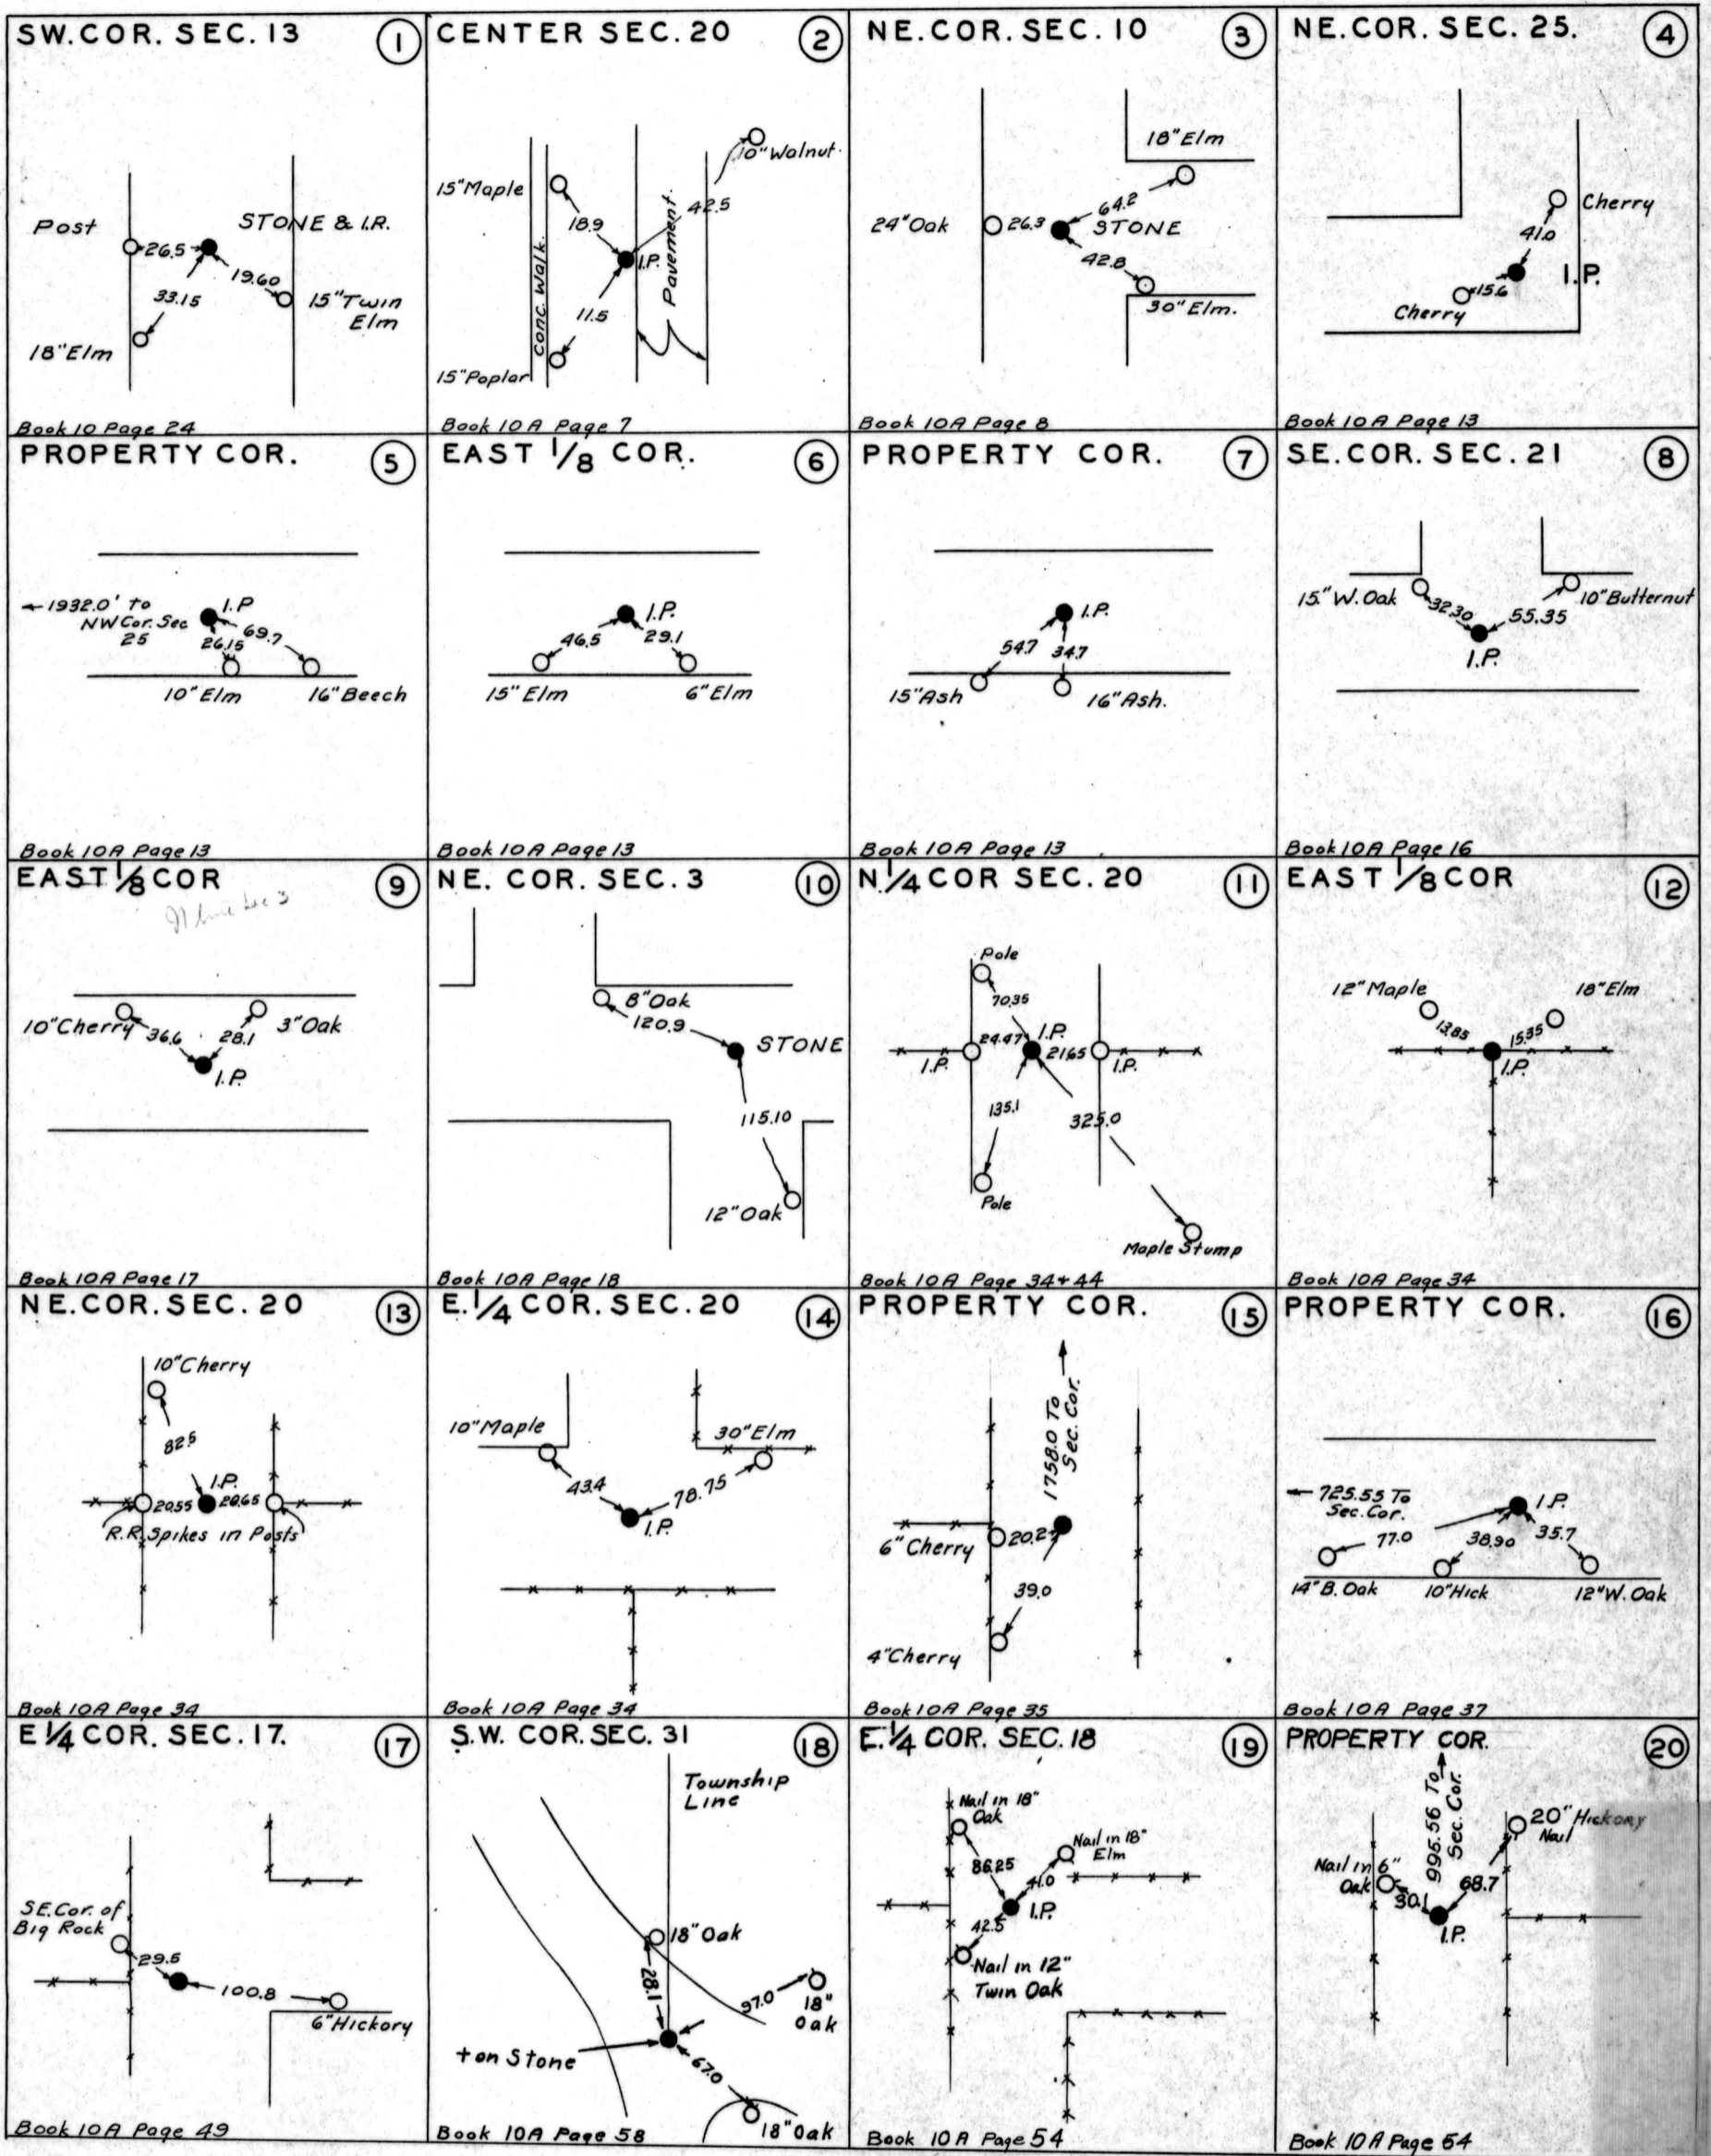 SW. COR. SEC. 13
1
Post
STONE & I.R.
26.5
19.60
33.15
15" Twin
Elm
18" Elm
Book 10 Page 24
CENTER SEC. 20
2
10" Walnut.
15" Maple
42.5
18.9
I.P.
Pavement.
Conc. Walk.
11.5
15" Poplar
Book 10A Page 7
NE. COR. SEC. 10
3
18" Elm
64.2
24" Oak
26.3
STONE
42.8
30" Elm.
Book 10A Page 8
NE. COR. SEC. 25.
4
Cherry
41.0
I.P.
15.6
Cherry
Book 10A Page 13
PROPERTY COR.
5
1932.0' To
NW Cor. Sec
25
I.P
69.7
26.15
10" Elm
16" Beech
Book 10A Page 13
EAST 1/8 COR.
6
I.P.
46.5
29.1
15" Elm
6" Elm
Book 10A Page 13
PROPERTY COR.
7
I.P.
54.7
34.7
15" Ash
16" Ash.
Book 10A Page 13
SE. COR. SEC. 21
8
15." W. Oak
10" Butternut
32.30
55.35
I.P.
Book 10A Page 16
EAST 1/8 COR
9
N line Sec 3
10" Cherry
3" Oak
36.6
28.1
I.P.
Book 10A Page 17
NE. COR. SEC. 3
10
8" Oak
120.9
STONE
115.10
12" Oak
Book 10A Page 18
N. 1/4 COR SEC. 20
11
Pole
70.35
I.P.
24.47
21.65
I.P.
I.P.
135.1
325.0
Pole
Maple Stump
Book 10A Page 34+44
EAST 1/8 COR
12
12" Maple
18" Elm
13.85
15.35
I.P.
Book 10A Page 34
NE. COR. SEC. 20
13
10" Cherry
82.5
I.P.
20.55
20.65
R.R. Spikes in Posts
Book 10A Page 34
E. 1/4 COR. SEC. 20
14
10" Maple
30" Elm
43.4
78.75
I.P.
Book 10A Page 34
PROPERTY COR.
15
1758.0 To
Sec. Cor.
6" Cherry
20.2
39.0
4" Cherry
Book 10A Page 35
PROPERTY COR.
16
725.55 To
Sec. Cor.
I.P.
77.0
38.90
35.7
14" B. Oak
10" Hick
12" W. Oak
Book 10A Page 37
E 1/4 COR. SEC. 17.
17
SE. Cor. of
Big Rock
29.5
100.8
6" Hickory
Book 10A Page 49
S.W. COR. SEC. 31
18
Township
Line
18" Oak
28.1
97.0
18"
Oak
+ on Stone
67.0
18" Oak
Book 10A Page 58
E. 1/4 COR. SEC. 18
19
Nail in 18"
Oak
Nail in 18"
Elm
86.25
41.0
I.P.
42.5
Nail in 12"
Twin Oak
Book 10A Page 54
PROPERTY COR.
20
995.56 To
Sec. Cor.
20" Hickory
Nail
Nail in 6"
Oak
30.1
68.7
I.P.
Book 10A Page 54